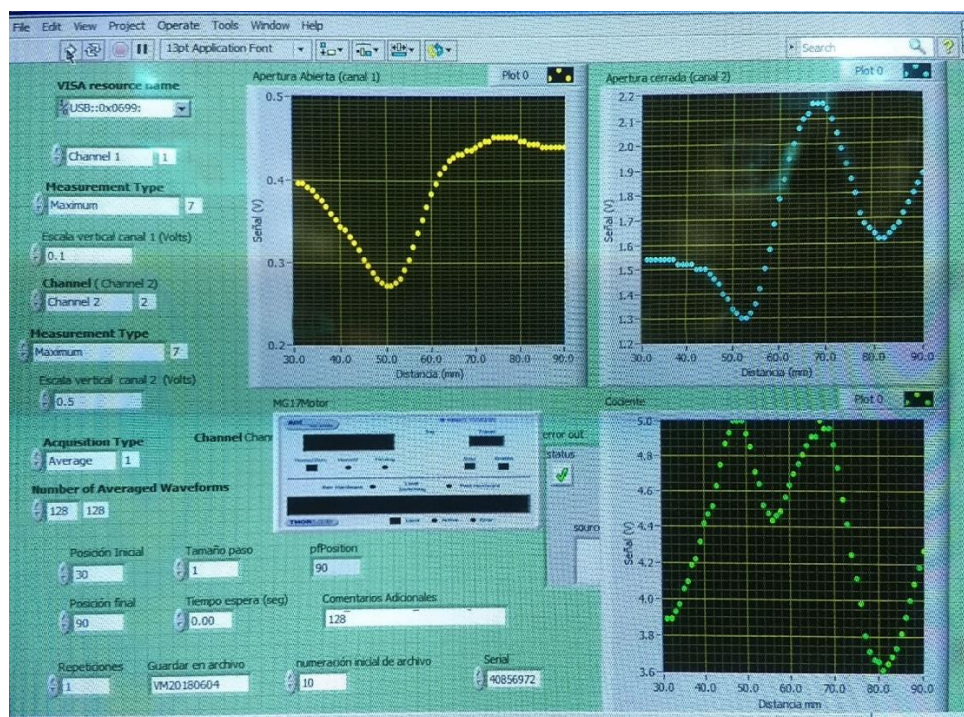 File Edit View Project Operate Tools Window Help
13pt Application Font
Search
VISA resource name
USB::0x0699:
Channel 1 1
Measurement Type
Maximum 7
Escala vertical canal 1 (Volts)
0.1
Channel (Channel 2)
Channel 2 2
Measurement Type
Maximum 7
Escala vertical canal 2 (Volts)
0.5
Acquisition Type
Average 1
Number of Averaged Waveforms
128 128
Posición Inicial
30
Tamaño paso
1
pfPosition
90
Posición final
90
Tiempo espera (seg)
0.00
Comentarios Adicionales
128
Repeticiones
1
Guardar en archivo
VM20180604
numeración inicial de archivo
10
Serial
40856972
Apertura Abierta (canal 1)
Plot 0
0.5
0.4
0.3
0.2
Señal (V)
30.0 40.0 50.0 60.0 70.0 80.0 90.0
Distancia (mm)
Apertura cerrada (canal 2)
Plot 0
2.2
2.1
2.0
1.9
1.8
1.7
1.6
1.5
1.4
1.3
1.2
Señal (V)
30.0 40.0 50.0 60.0 70.0 80.0 90.0
Distancia (mm)
MG17Motor
THORLABS
Channel Chann
error out
status
sourc
Cociente
Plot 0
5.0
4.8
4.6
4.4
4.2
4.0
3.8
3.6
Señal (V)
30.0 40.0 50.0 60.0 70.0 80.0 90.0
Distancia mm